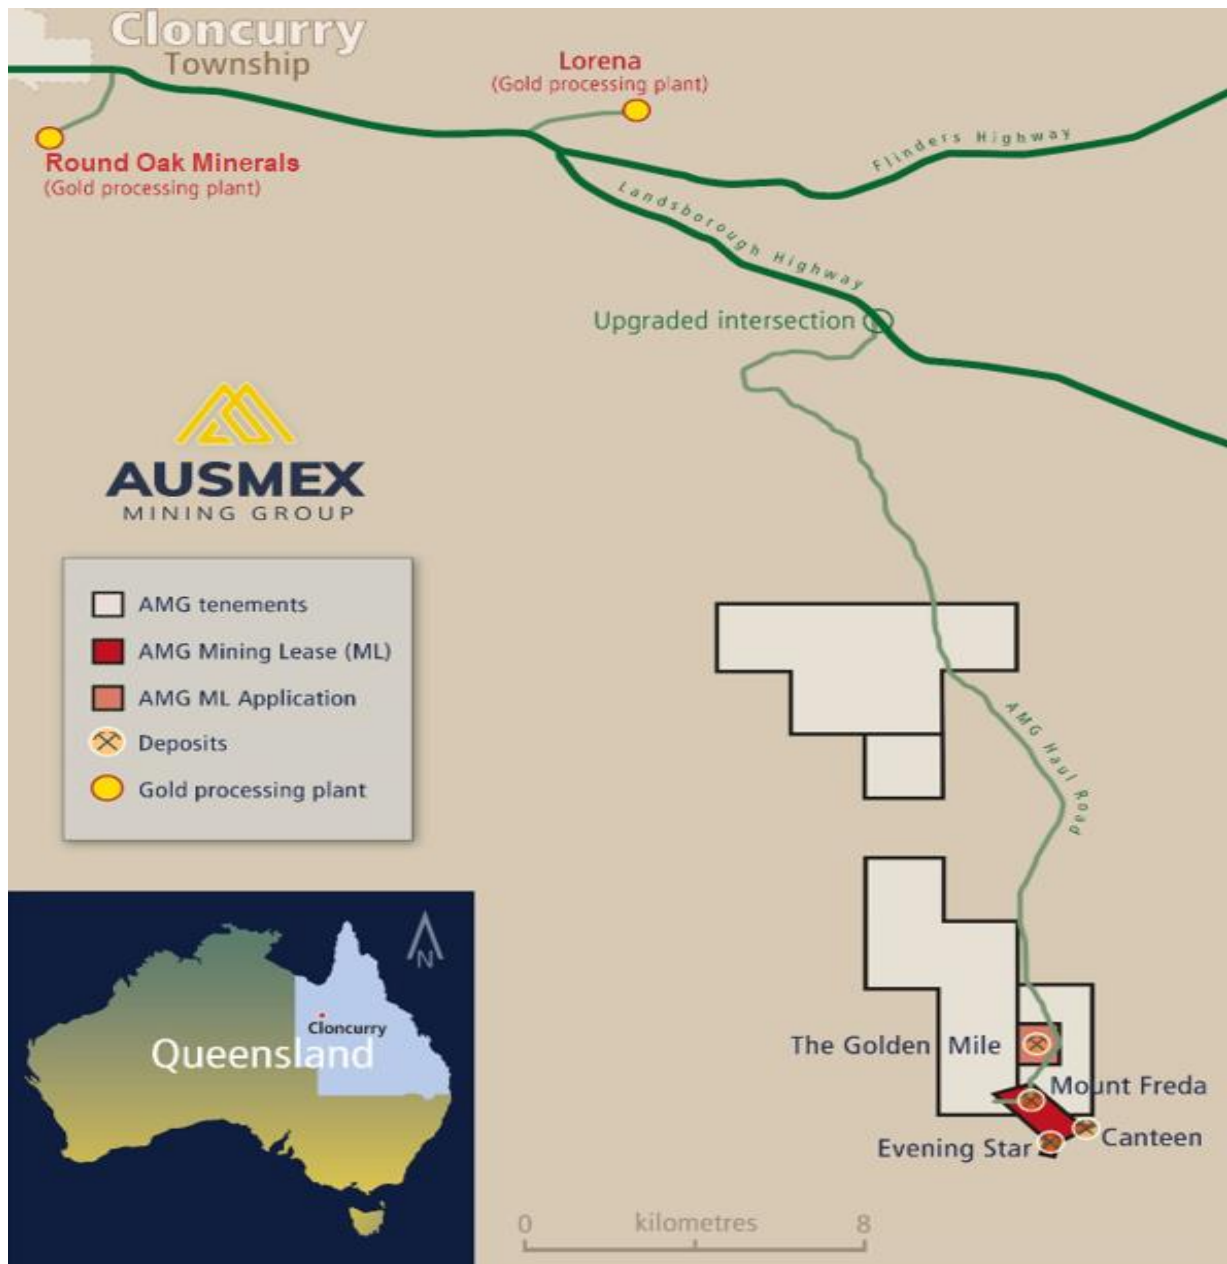 Cloncurry
Township
Lorena
(Gold processing plant)
Round Oak Minerals
(Gold processing plant)
Flinders Highway
Landsborough Highway
Upgraded intersection
AUSMEX
MINING GROUP
AMG tenements
AMG Mining Lease (ML)
AMG ML Application
Deposits
Gold processing plant
AMG Haul Road
N
Cloncurry
Queensland
The Golden Mile
Mount Freda
Canteen
Evening Star
0 kilometres 8